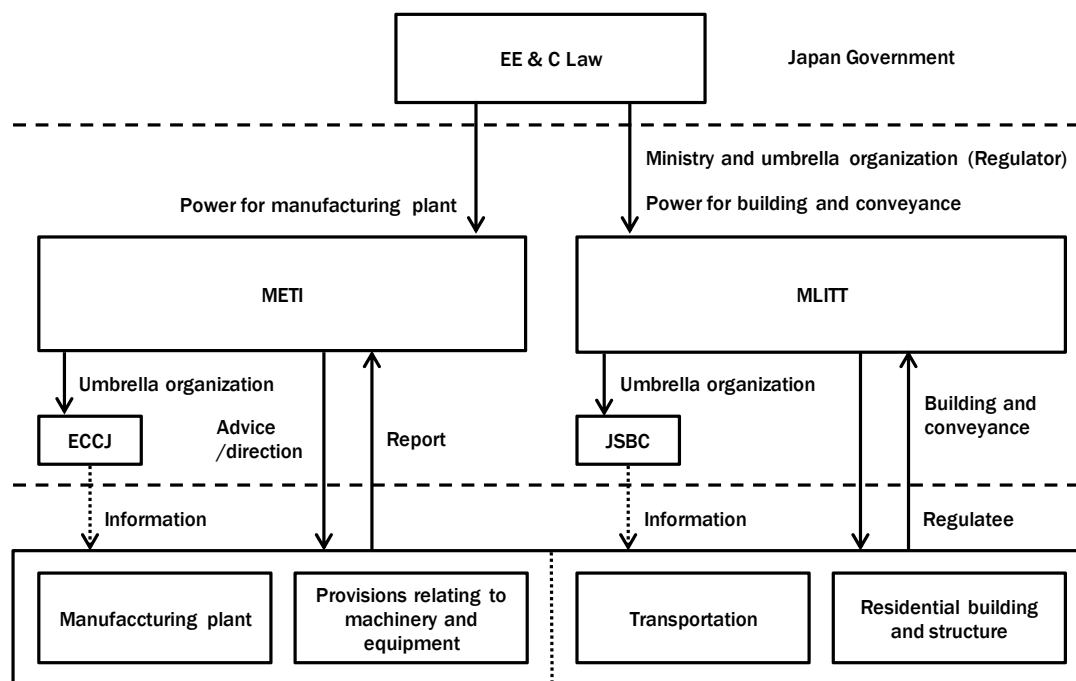 EE & C Law
Japan Government
Ministry and umbrella organization (Regulator)
Power for manufacturing plant
Power for building and conveyance
METI
MLITT
Umbrella organization
Umbrella organization
ECCJ
Advice
/direction
Report
JSBC
Building and
conveyance
Information
Information
Regulatee
Manufaccturing plant
Provisions relating to
machinery and
equipment
Transportation
Residential building
and structure